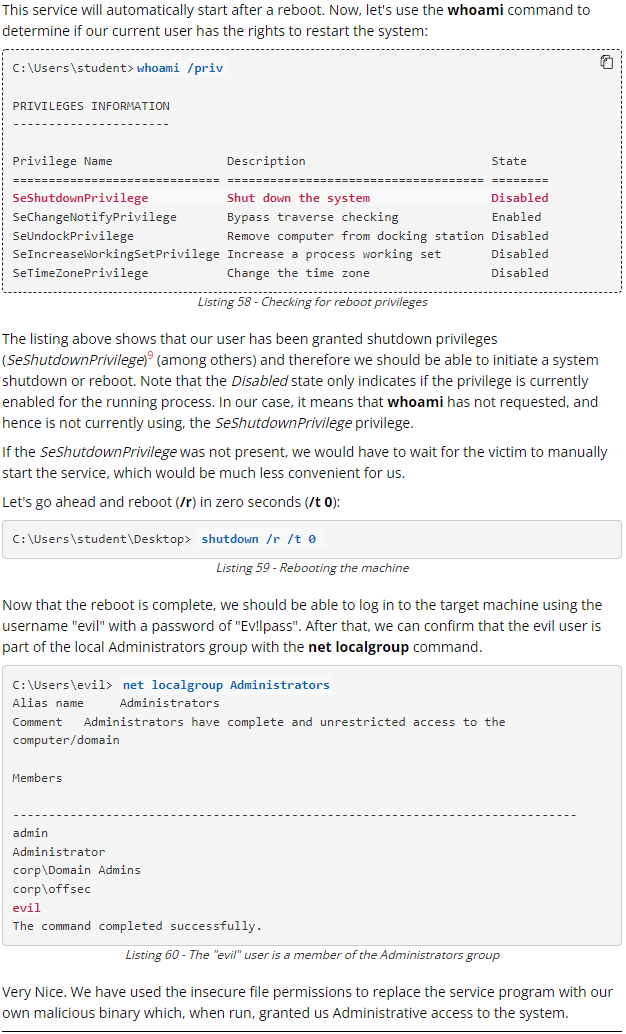 This service will automatically start after a reboot. Now, let's use the whoami command to
determine if our current user has the rights to restart the system:
C:\Users\student> whoami /priv
PRIVILEGES INFORMATION
----------------------
Privilege Name                Description                          State
============================= ==================================== ========
SeShutdownPrivilege           Shut down the system                 Disabled
SeChangeNotifyPrivilege       Bypass traverse checking             Enabled
SeUndockPrivilege             Remove computer from docking station Disabled
SeIncreaseWorkingSetPrivilege Increase a process working set       Disabled
SeTimeZonePrivilege           Change the time zone                 Disabled
Listing 58 - Checking for reboot privileges
The listing above shows that our user has been granted shutdown privileges
(SeShutdownPrivilege)9 (among others) and therefore we should be able to initiate a system
shutdown or reboot. Note that the Disabled state only indicates if the privilege is currently
enabled for the running process. In our case, it means that whoami has not requested, and
hence is not currently using, the SeShutdownPrivilege privilege.
If the SeShutdownPrivilege was not present, we would have to wait for the victim to manually
start the service, which would be much less convenient for us.
Let's go ahead and reboot (/r) in zero seconds (/t 0):
C:\Users\student\Desktop> shutdown /r /t 0
Listing 59 - Rebooting the machine
Now that the reboot is complete, we should be able to log in to the target machine using the
username "evil" with a password of "Ev!lpass". After that, we can confirm that the evil user is
part of the local Administrators group with the net localgroup command.
C:\Users\evil> net localgroup Administrators
Alias name     Administrators
Comment   Administrators have complete and unrestricted access to the
computer/domain
Members
-------------------------------------------------------------------------------
admin
Administrator
corp\Domain Admins
corp\offsec
evil
The command completed successfully.
Listing 60 - The "evil" user is a member of the Administrators group
Very Nice. We have used the insecure file permissions to replace the service program with our
own malicious binary which, when run, granted us Administrative access to the system.